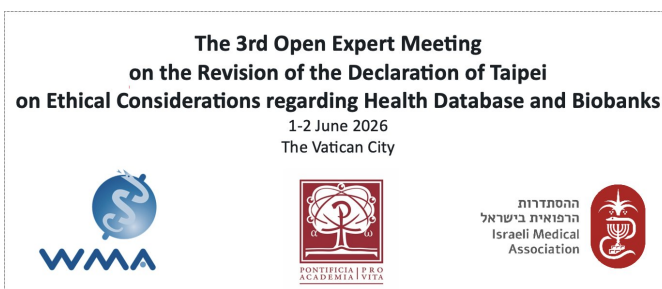 The 3rd Open Expert Meeting
on the Revision of the Declaration of Taipei
on Ethical Considerations regarding Health Database and Biobanks
1-2 June 2026
The Vatican City
WMA
α ω
PONTIFICIA PRO
ACADEMIA VITA
ההסתדרות
הרפואית בישראל
Israeli Medical
Association